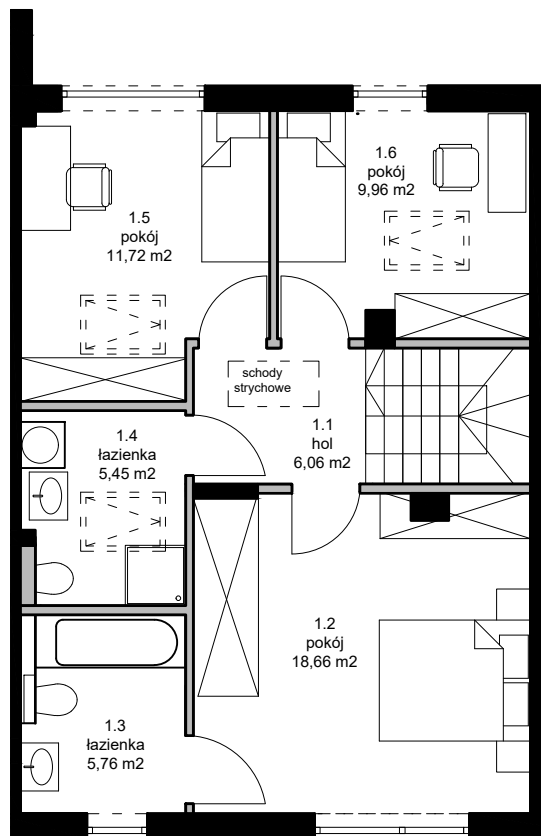 1.6
pokój
9,96 m2
1.5
pokój
11,72 m2
schody
strychowe
1.1
hol
6,06 m2
1.4
łazienka
5,45 m2
1.2
pokój
18,66 m2
1.3
łazienka
5,76 m2